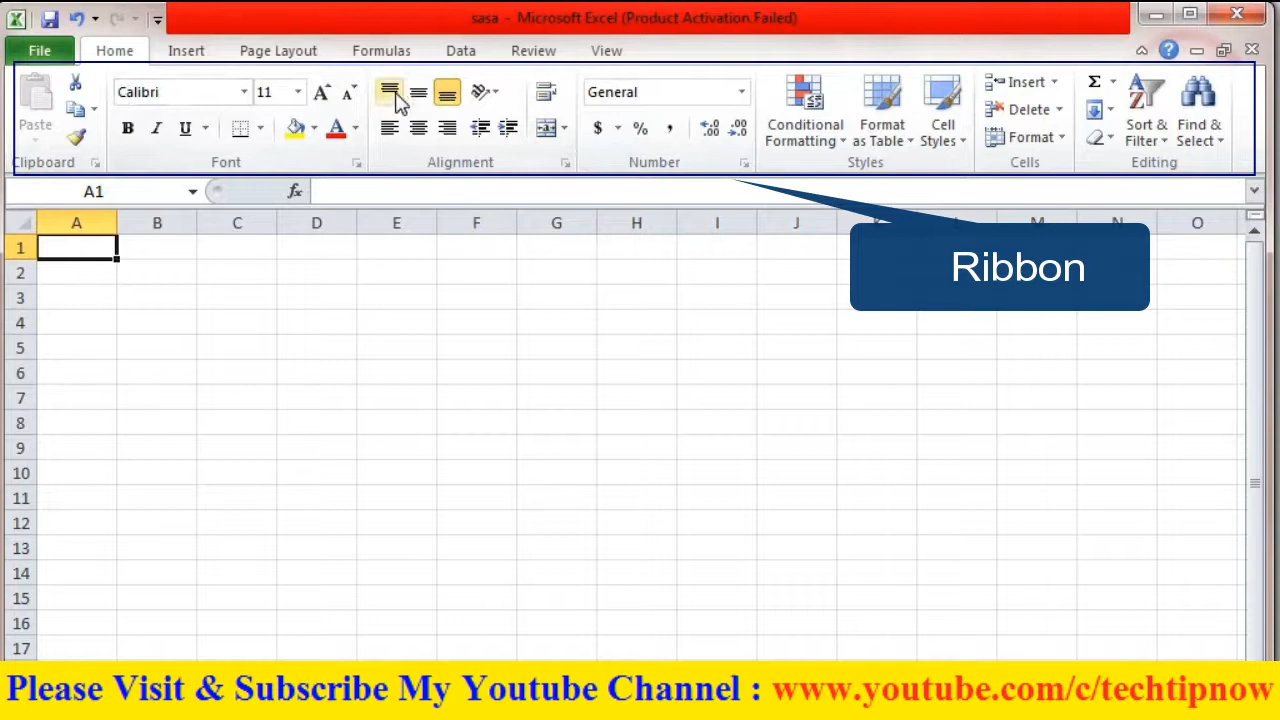 sasa - Microsoft Excel (Product Activation Failed)
File Home Insert Page Layout Formulas Data Review View
Calibri 11 General Insert Σ
Paste B I U $ % , Conditional Formatting Format as Table Cell Styles Delete Format Sort & Filter Find & Select
Clipboard Font Alignment Number Styles Cells Editing
A1 fx
A B C D E F G H I J K L M N O
Ribbon
1
2
3
4
5
6
7
8
9
10
11
12
13
14
15
16
17
Please Visit & Subscribe My Youtube Channel : www.youtube.com/c/techtipnow